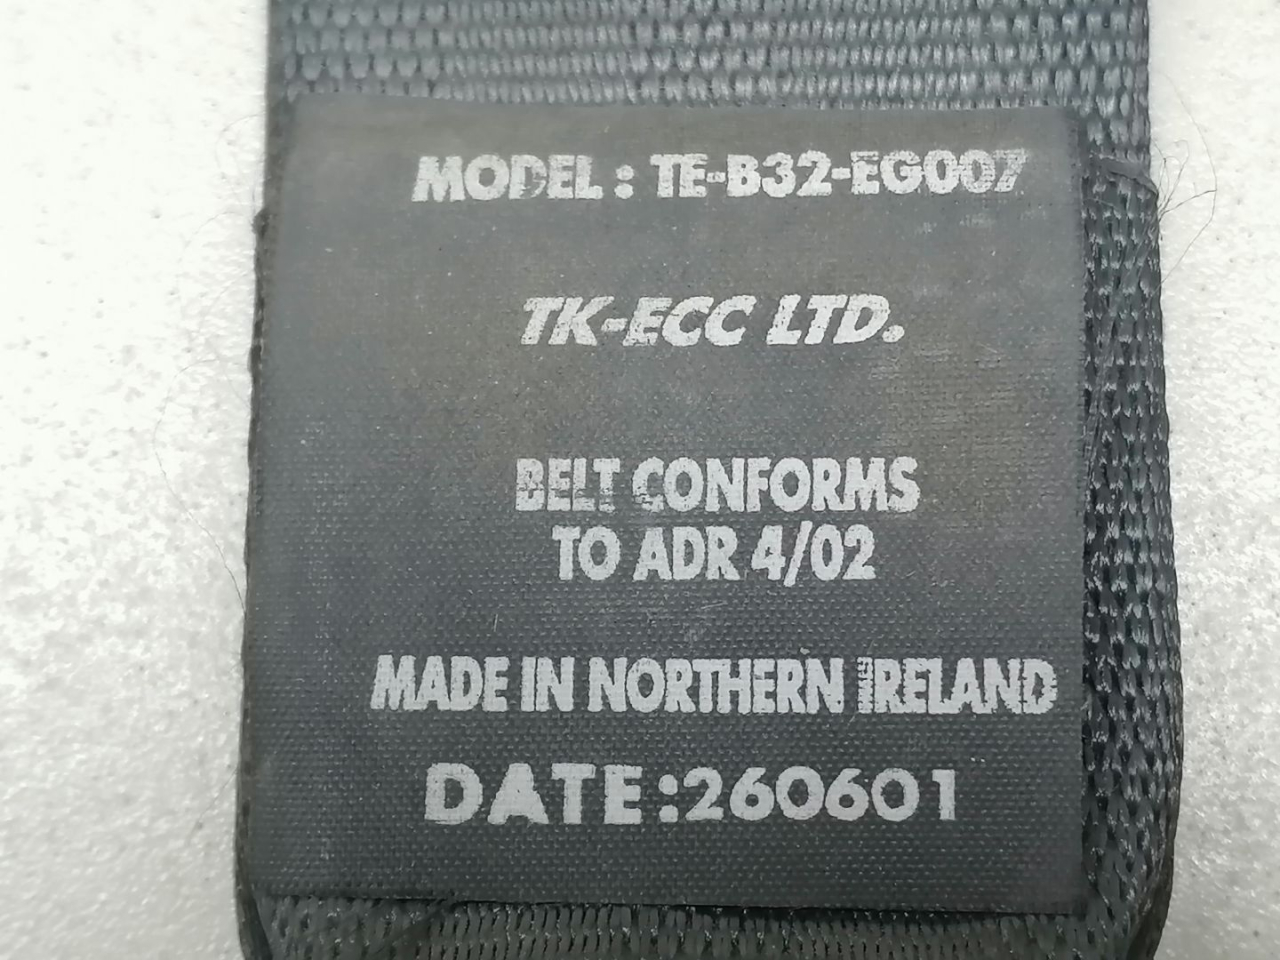 MODEL : TE-B32-EG007
TK-ECC LTD.
BELT CONFORMS
TO ADR 4/02
MADE IN NORTHERN IRELAND
DATE:260601